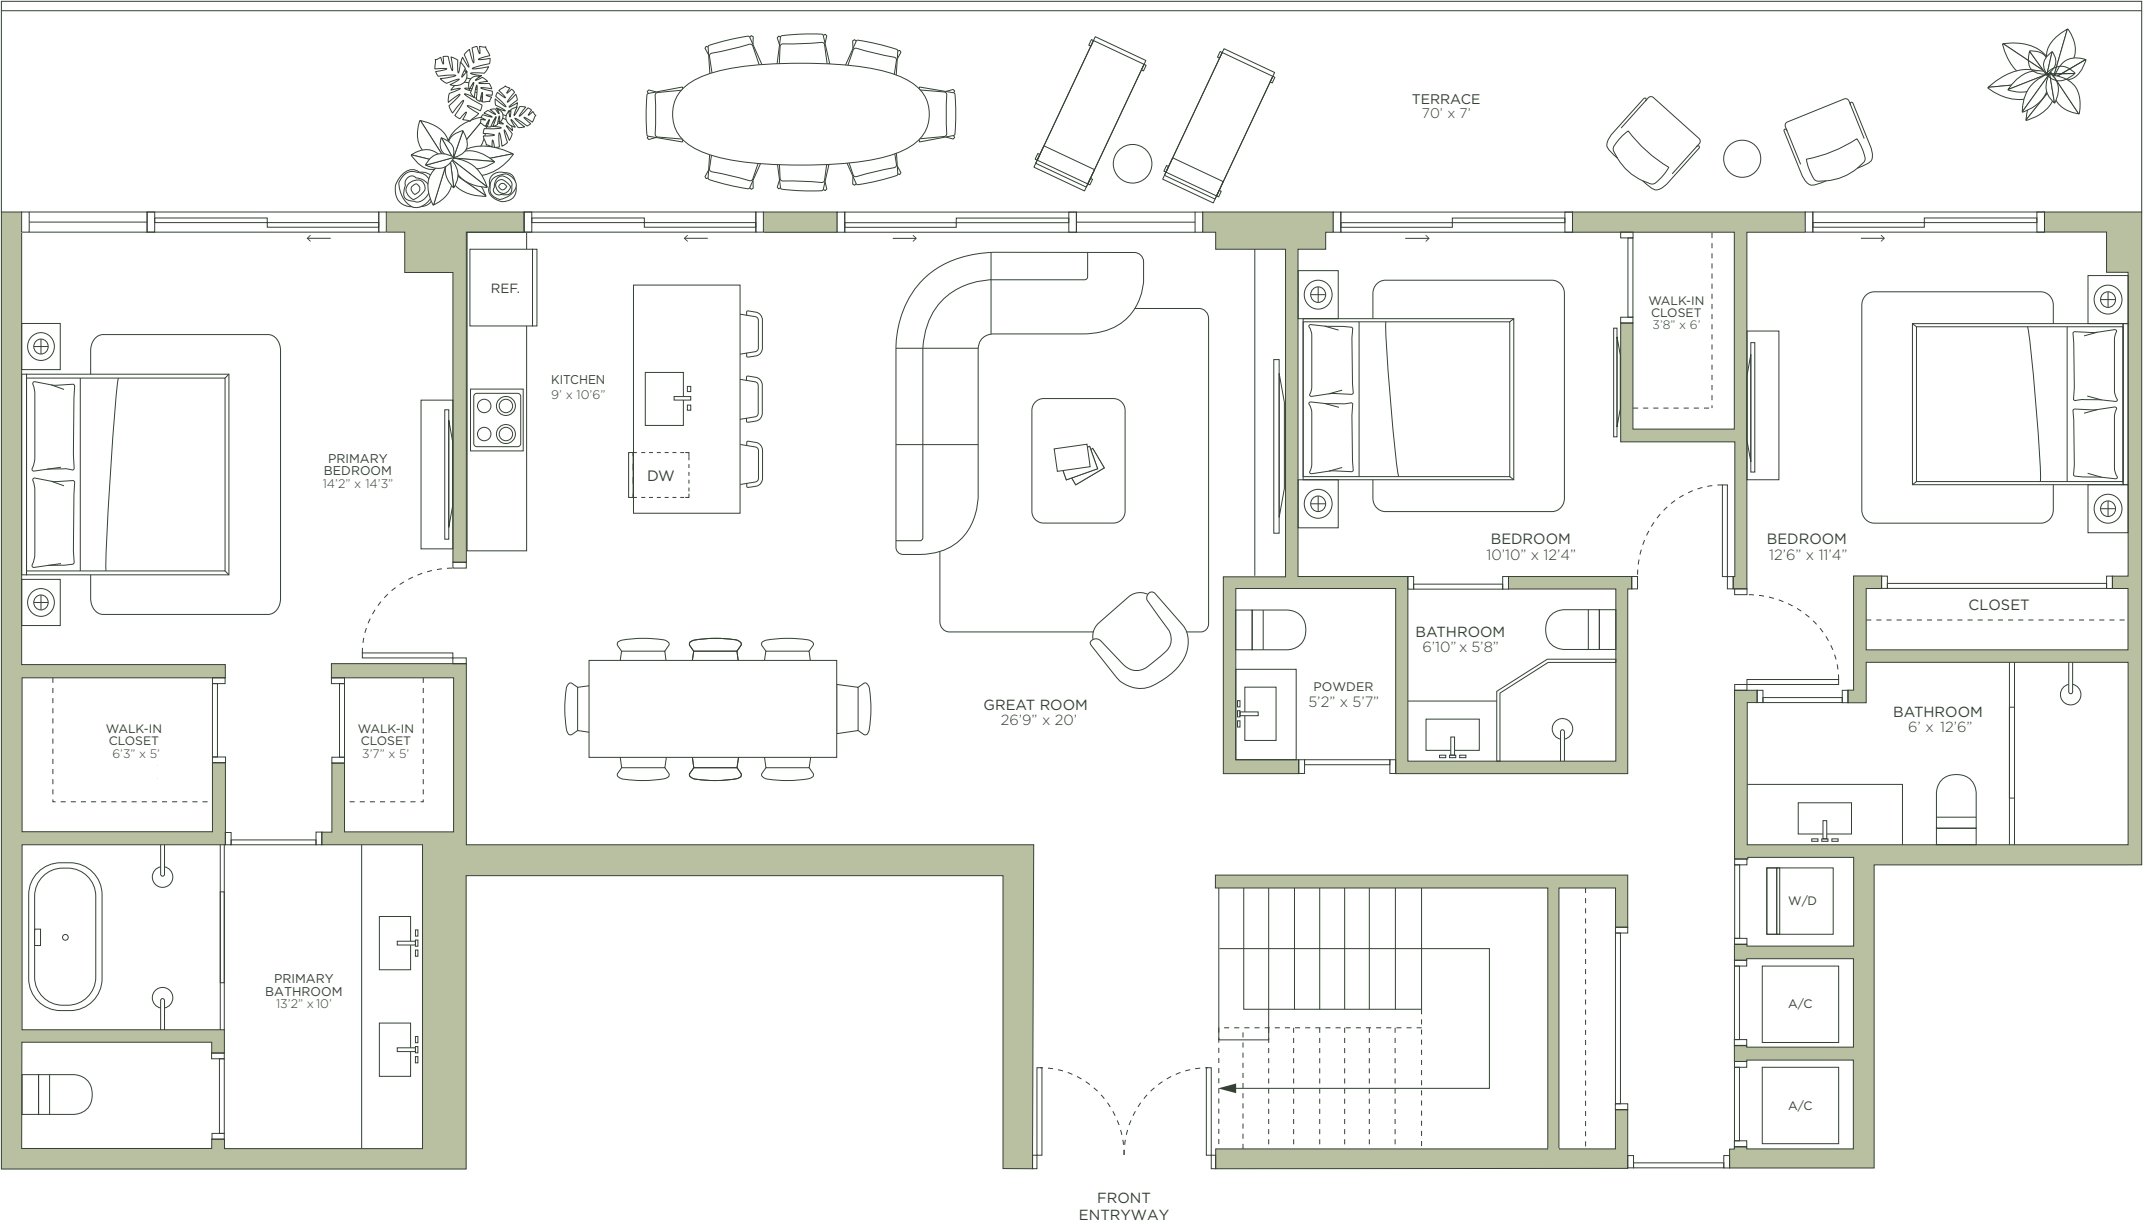 TERRACE
70' x 7'
REF.
KITCHEN
9' x 10'6"
DW
PRIMARY
BEDROOM
14'2" x 14'3"
WALK-IN
CLOSET
3'8" x 6'
BEDROOM
10'10" x 12'4"
BEDROOM
12'6" x 11'4"
CLOSET
BATHROOM
6'10" x 5'8"
POWDER
5'2" x 5'7"
GREAT ROOM
26'9" x 20'
BATHROOM
6' x 12'6"
WALK-IN
CLOSET
6'3" x 5'
WALK-IN
CLOSET
3'7" x 5'
W/D
PRIMARY
BATHROOM
13'2" x 10'
A/C
A/C
FRONT
ENTRYWAY